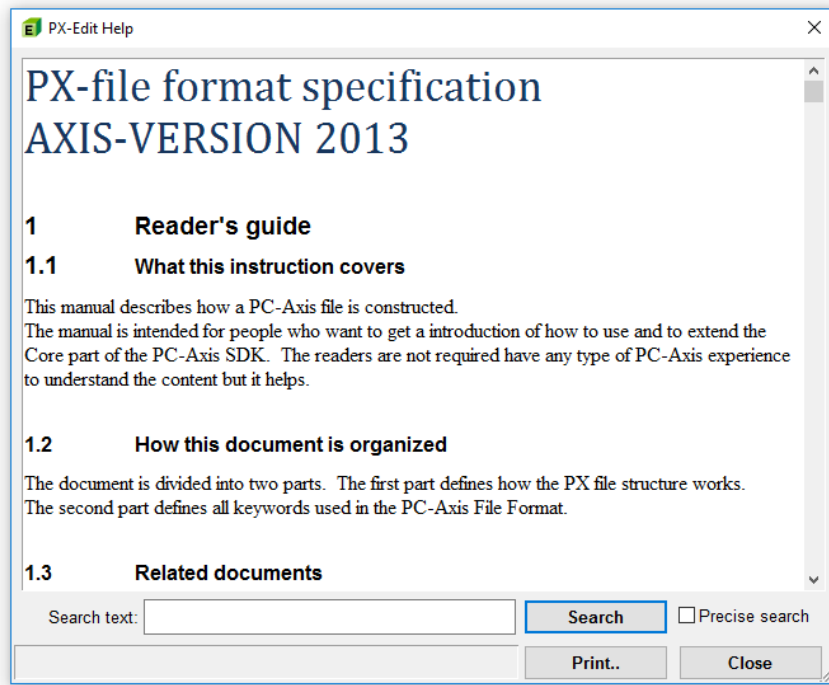 PX-Edit Help
PX-file format specification
AXIS-VERSION 2013
1 Reader's guide
1.1 What this instruction covers
This manual describes how a PC-Axis file is constructed.
The manual is intended for people who want to get a introduction of how to use and to extend the
Core part of the PC-Axis SDK.  The readers are not required have any type of PC-Axis experience
to understand the content but it helps.
1.2 How this document is organized
The document is divided into two parts.  The first part defines how the PX file structure works.
The second part defines all keywords used in the PC-Axis File Format.
1.3 Related documents
Search text: Search Precise search
Print.. Close